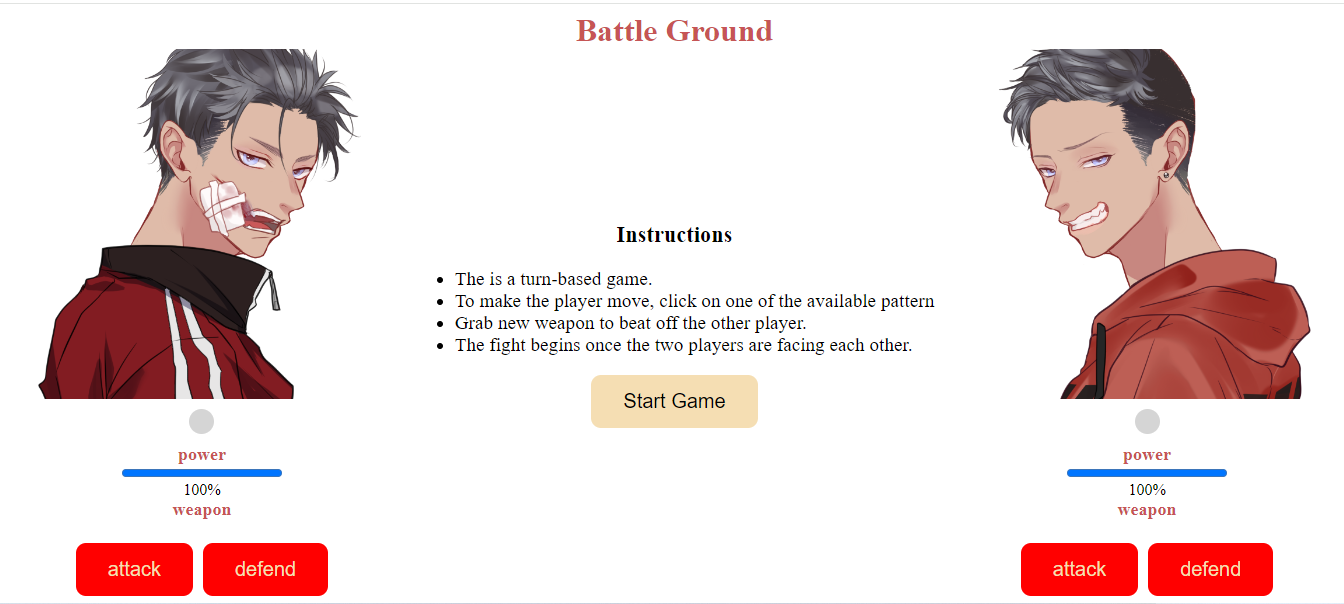 Battle Ground
Instructions
The is a turn-based game.
To make the player move, click on one of the available pattern
Grab new weapon to beat off the other player.
The fight begins once the two players are facing each other.
Start Game
power
100%
weapon
attack defend
power
100%
weapon
attack defend